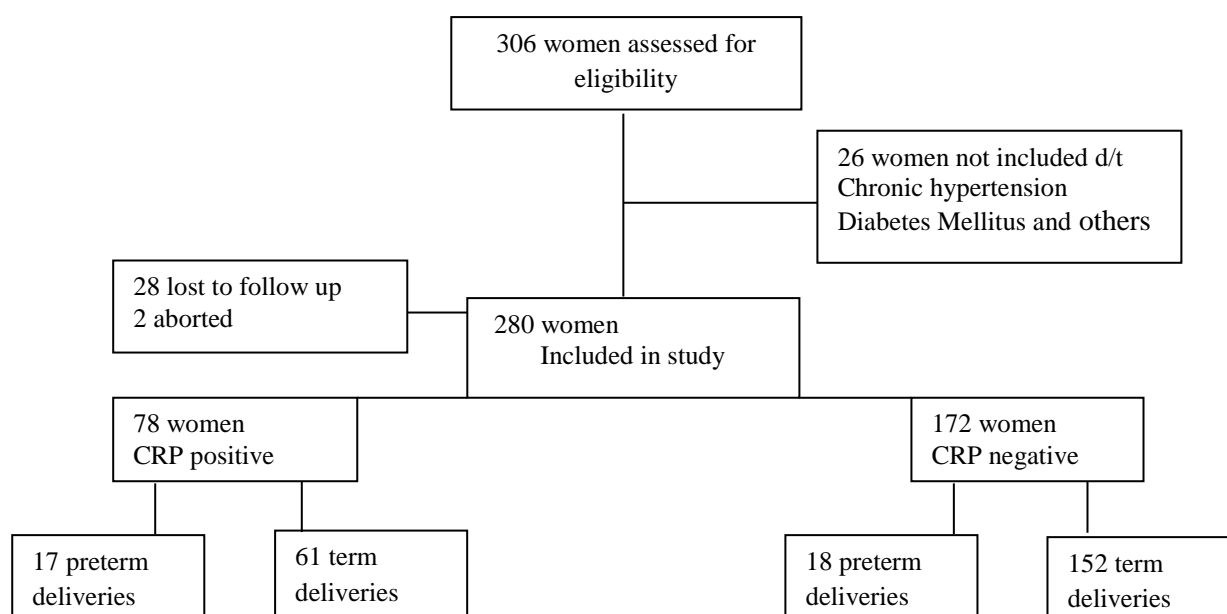 306 women assessed for
eligibility
26 women not included d/t
Chronic hypertension
Diabetes Mellitus and others
28 lost to follow up
2 aborted
280 women
Included in study
78 women
CRP positive
172 women
CRP negative
17 preterm
deliveries
61 term
deliveries
18 preterm
deliveries
152 term
deliveries